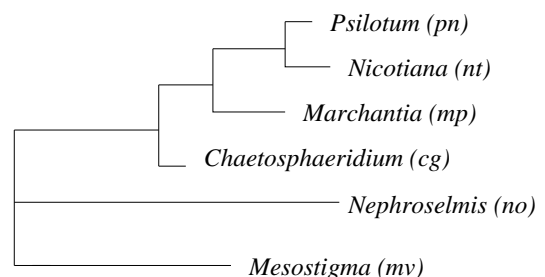 Psilotum (pn)
Nicotiana (nt)
Marchantia (mp)
Chaetosphaeridium (cg)
Nephroselmis (no)
Mesostigma (mv)